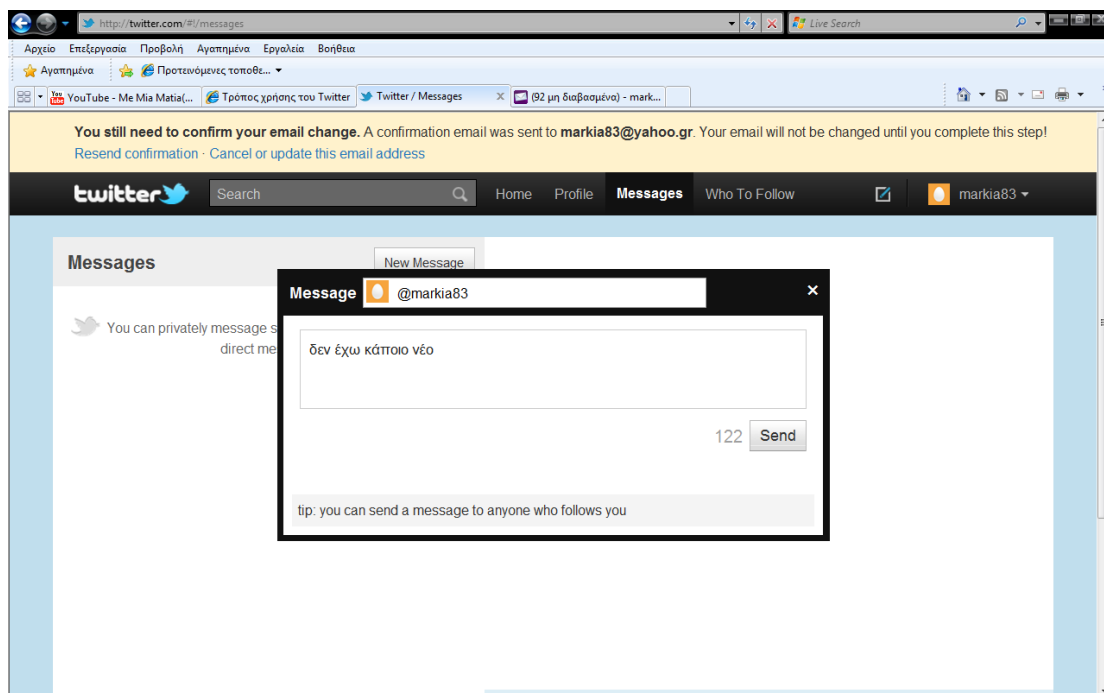 http://twitter.com/#!/messages
Live Search
Αρχείο Επεξεργασία Προβολή Αγαπημένα Εργαλεία Βοήθεια
Αγαπημένα Προτεινόμενες τοποθε...
YouTube - Me Mia Matia(... Τρόπος χρήσης του Twitter Twitter / Messages X (92 μη διαβασμένα) - mark...
You still need to confirm your email change. A confirmation email was sent to markia83@yahoo.gr. Your email will not be changed until you complete this step!
Resend confirmation · Cancel or update this email address
twitter Search Home Profile Messages Who To Follow markia83
Messages New Message
Message @markia83 ×
You can privately message s
direct me
δεν έχω κάποιο νέο
122 Send
tip: you can send a message to anyone who follows you